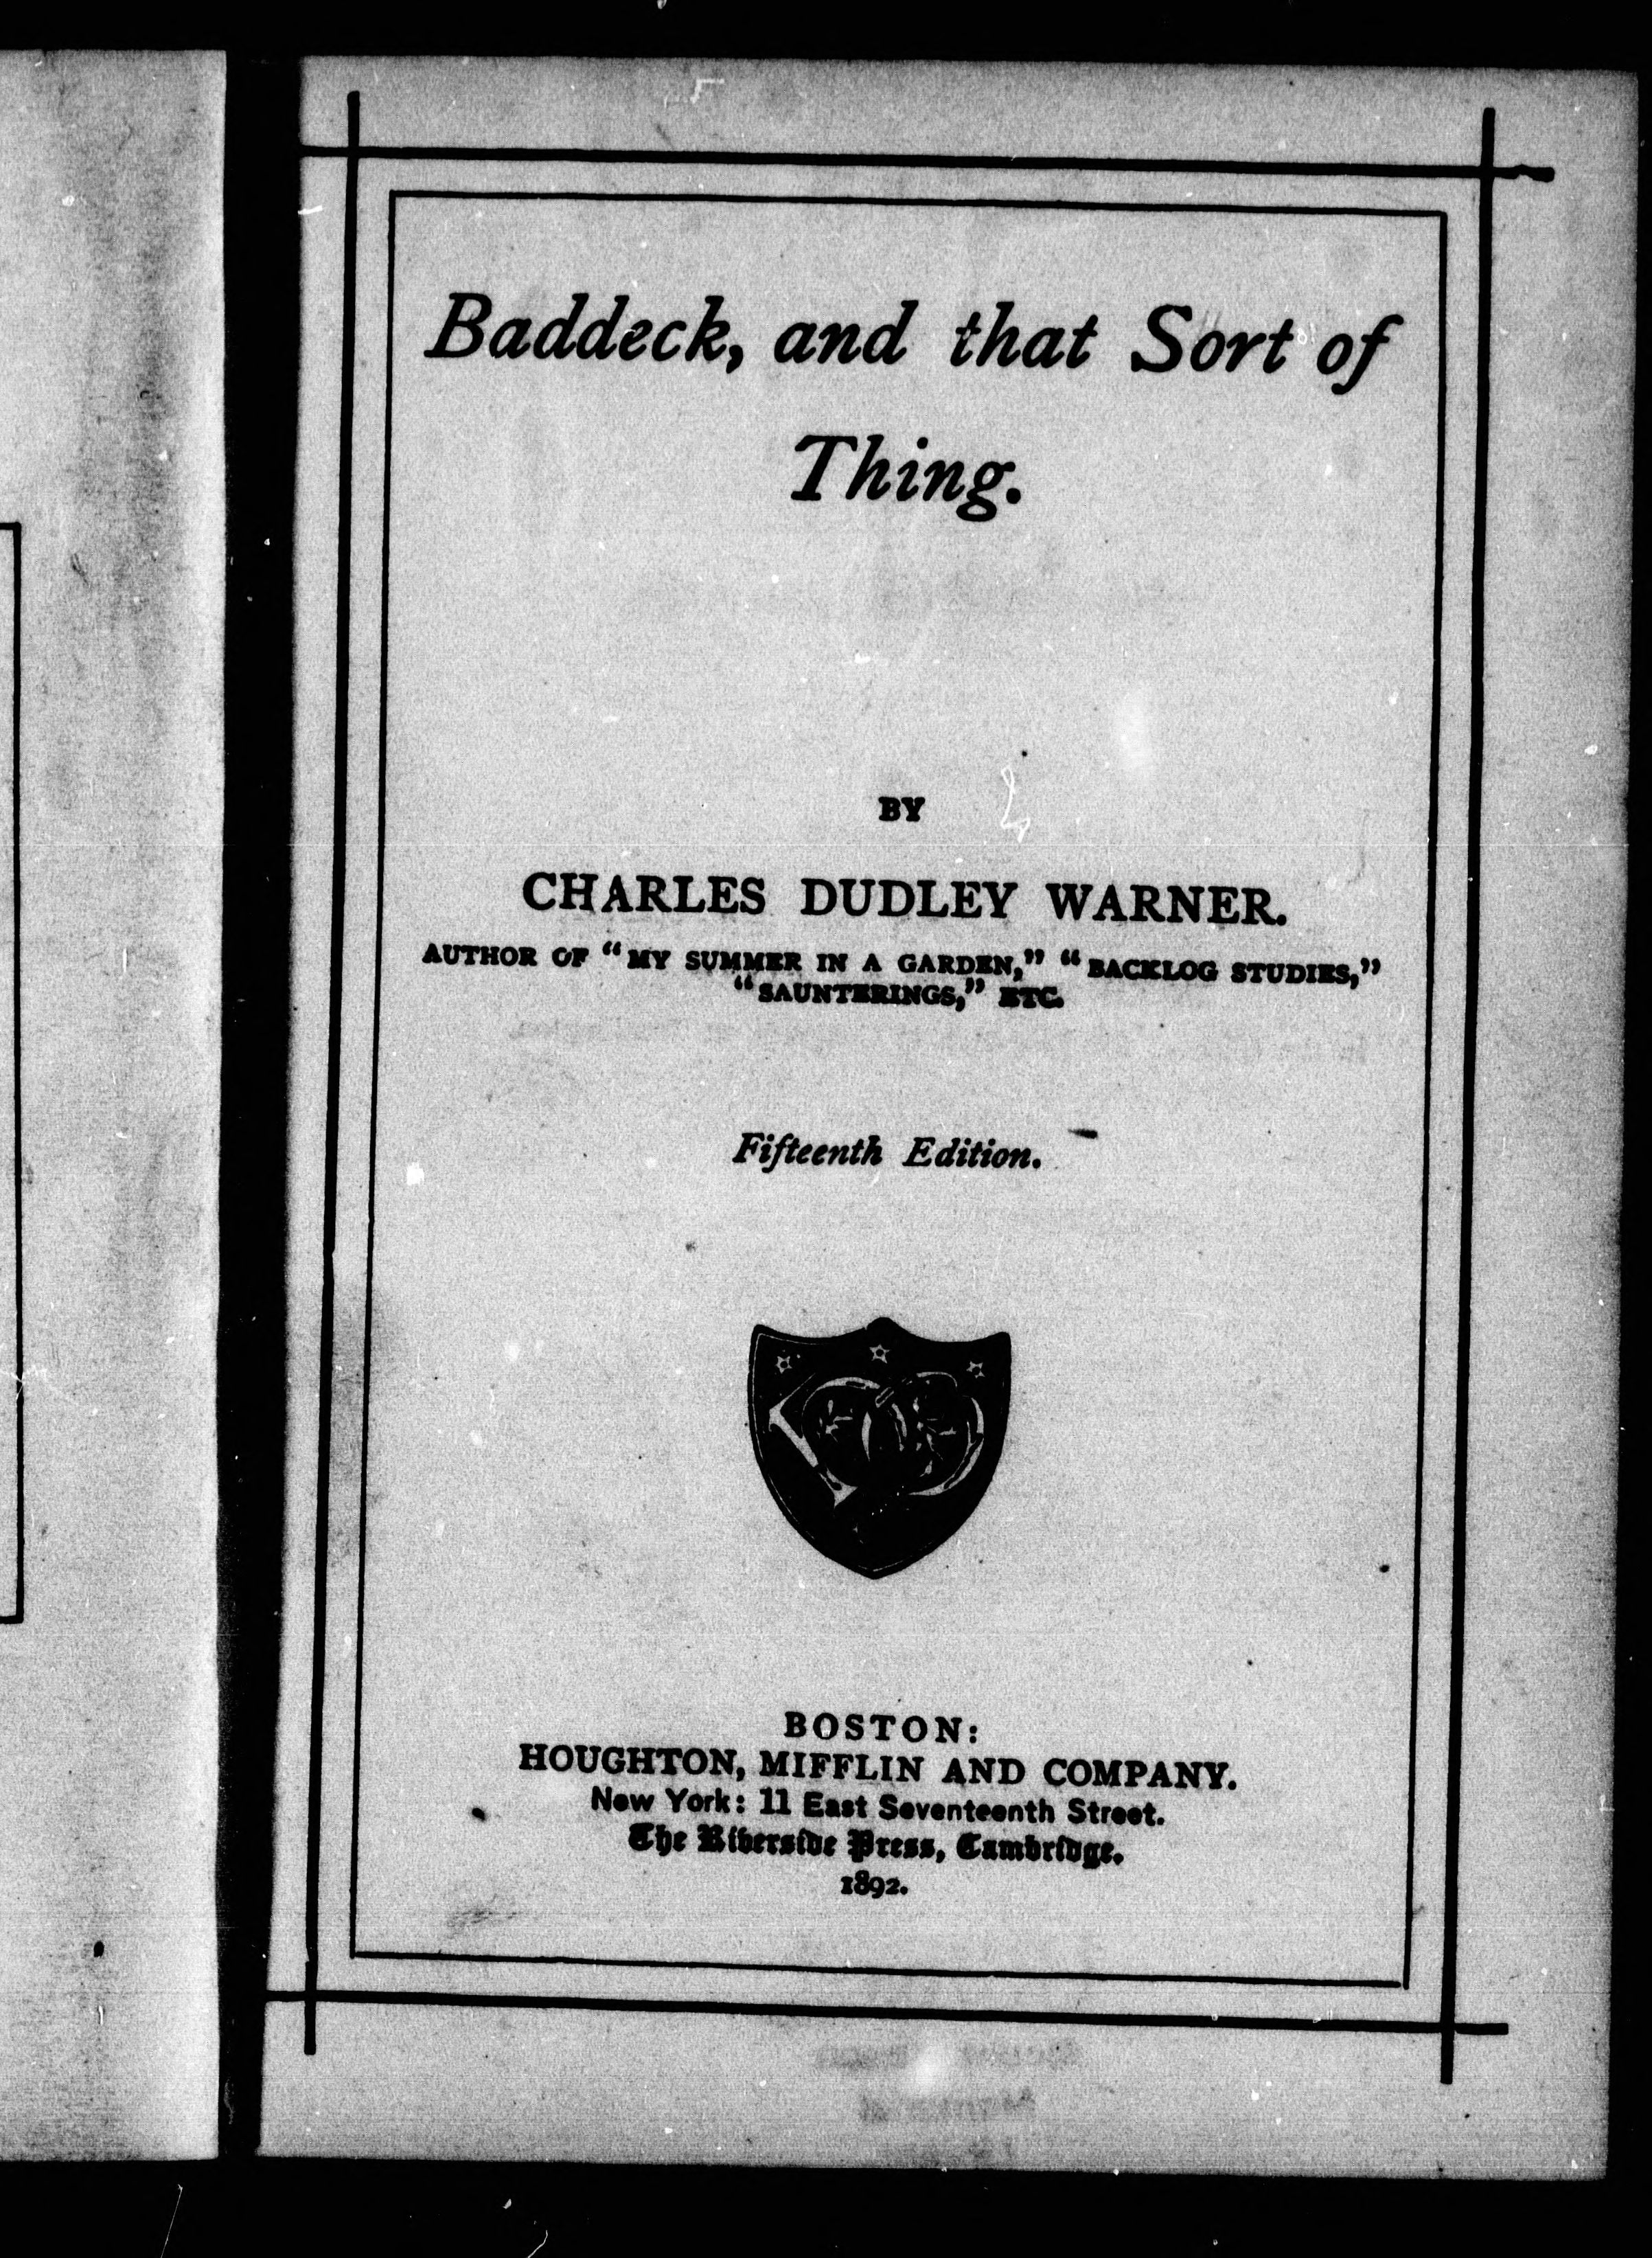 Baddeck, and that Sort of
Thing.
BY
CHARLES DUDLEY WARNER.
AUTHOR OF “MY SUMMER IN A GARDEN,” “BACKLOG STUDIES,”
“SAUNTERINGS,” ETC.
Fifteenth Edition.
BOSTON:
HOUGHTON, MIFFLIN AND COMPANY.
New York: 11 East Seventeenth Street.
The Riverside Press, Cambridge.
1892.